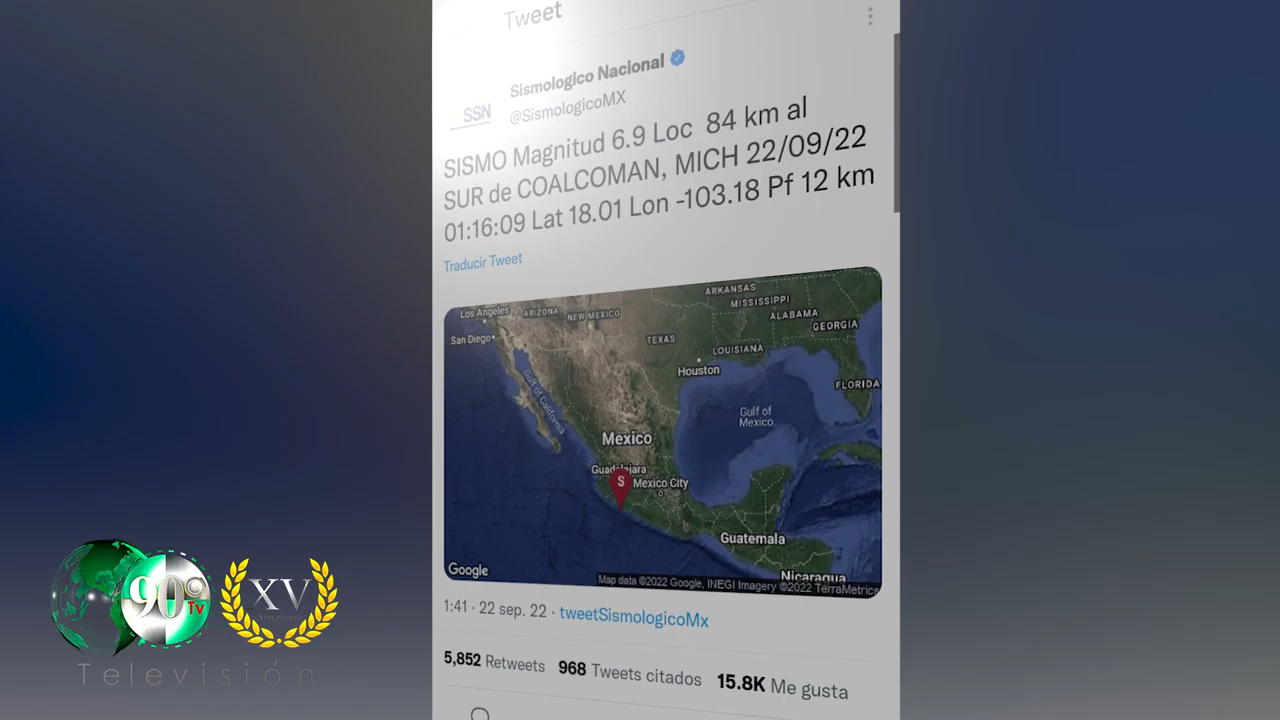 Tweet
Sismologico Nacional
SSN
@SismologicoMX
SISMO Magnitud 6.9 Loc 84 km al
SUR de COALCOMAN, MICH 22/09/22
01:16:09 Lat 18.01 Lon -103.18 Pf 12 km
Traducir Tweet
ARKANSAS
MISSISSIPPI
Los Angeles
ARIZONA
NEW MEXICO
ALABAMA
GEORGIA
San Diego
TEXAS
LOUISIANA
Houston
FLORIDA
Gulf of California
Gulf of
Mexico
Mexico
Guadalajara
S
Mexico City
Guatemala
Nicaragua
Google
Map data ©2022 Google, INEGI Imagery ©2022 TerraMetrics
1:41 · 22 sep. 22 · tweetSismologicoMx
5,852 Retweets 968 Tweets citados 15.8K Me gusta
90°
Tv
XV
Televisión